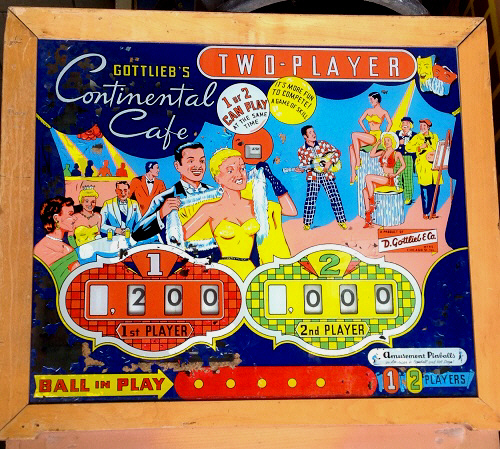 TWO-PLAYER
GOTTLIEB'S
Continental
Cafe
1 or 2
CAN PLAY
AT THE SAME
TIME
IT'S MORE FUN
TO COMPETE!
A GAME OF SKILL
A PRODUCT OF
D. Gottlieb & Co.
1
2
200
000
1st PLAYER
2nd PLAYER
Amusement Pinballs
BALL IN PLAY
1 2 PLAYERS